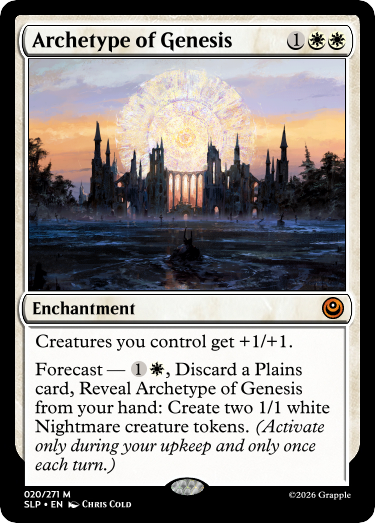 Archetype of Genesis 1
Enchantment
Creatures you control get +1/+1.
Forecast — 1, Discard a Plains
card, Reveal Archetype of Genesis
from your hand: Create two 1/1 white
Nightmare creature tokens. (Activate
only during your upkeep and only once
each turn.)
020/271 M
SLP • EN Chris Cold
©2026 Grapple